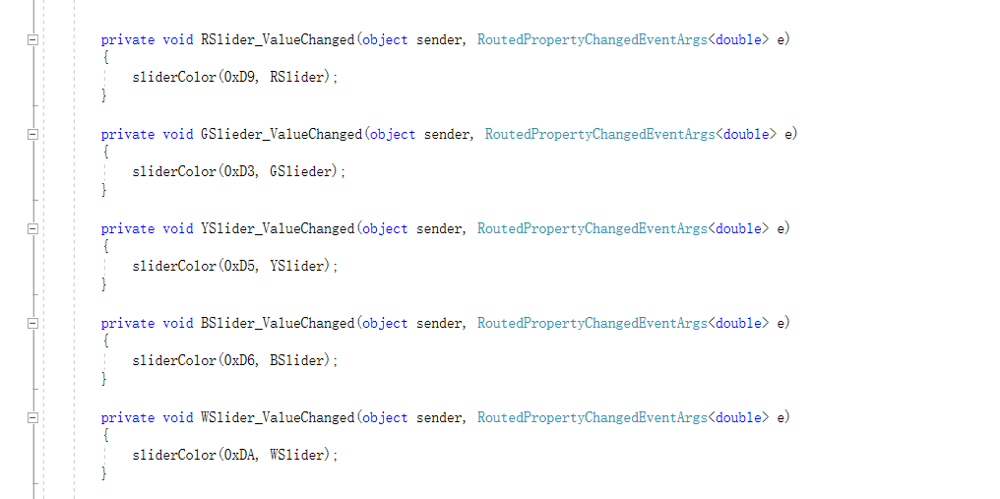 private void RSlider_ValueChanged(object sender, RoutedPropertyChangedEventArgs<double> e)
{
sliderColor(0xD9, RSlider);
}
private void GSlieder_ValueChanged(object sender, RoutedPropertyChangedEventArgs<double> e)
{
sliderColor(0xD3, GSlieder);
}
private void YSlider_ValueChanged(object sender, RoutedPropertyChangedEventArgs<double> e)
{
sliderColor(0xD5, YSlider);
}
private void BSlider_ValueChanged(object sender, RoutedPropertyChangedEventArgs<double> e)
{
sliderColor(0xD6, BSlider);
}
private void WSlider_ValueChanged(object sender, RoutedPropertyChangedEventArgs<double> e)
{
sliderColor(0xDA, WSlider);
}